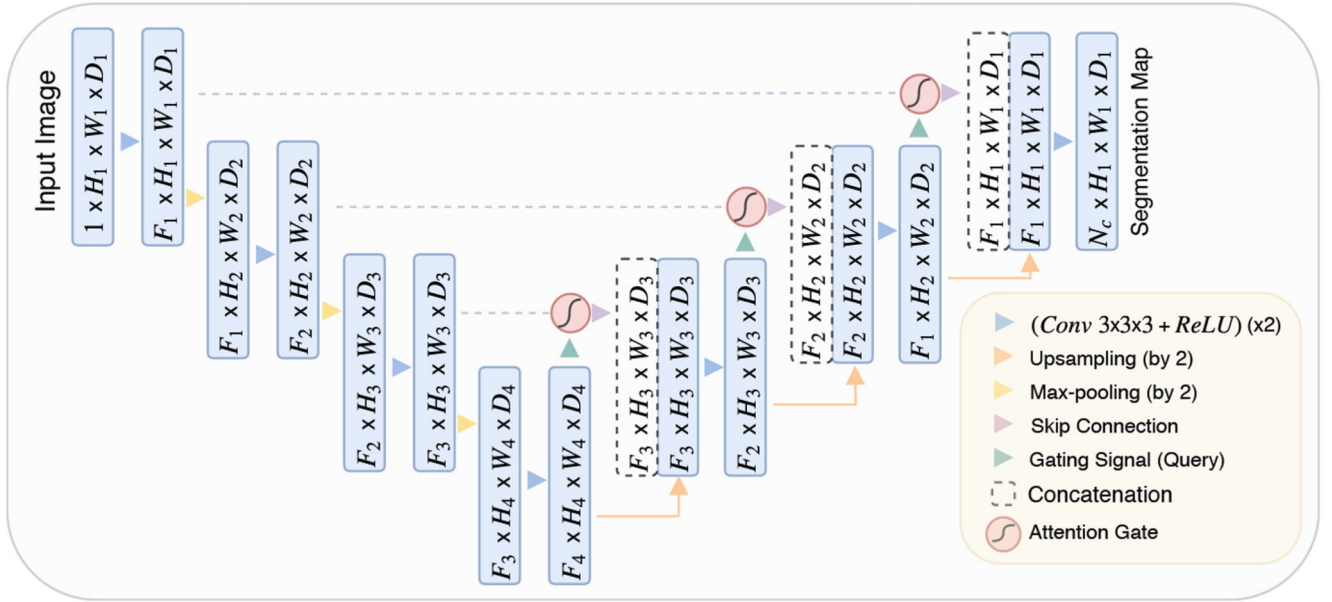 Input Image
1 x H₁ x W₁ x D₁
F₁ x H₁ x W₁ x D₁
F₁ x H₂ x W₂ x D₂
F₂ x H₂ x W₂ x D₂
F₂ x H₃ x W₃ x D₃
F₃ x H₃ x W₃ x D₃
F₃ x H₄ x W₄ x D₄
F₄ x H₄ x W₄ x D₄
F₃ x H₃ x W₃ x D₃
F₃ x H₃ x W₃ x D₃
F₂ x H₃ x W₃ x D₃
F₂ x H₂ x W₂ x D₂
F₂ x H₂ x W₂ x D₂
F₁ x H₂ x W₂ x D₂
F₁ x H₁ x W₁ x D₁
F₁ x H₁ x W₁ x D₁
N꜀ x H₁ x W₁ x D₁
Segmentation Map
(Conv 3x3x3 + ReLU) (x2)
Upsampling (by 2)
Max-pooling (by 2)
Skip Connection
Gating Signal (Query)
Concatenation
Attention Gate